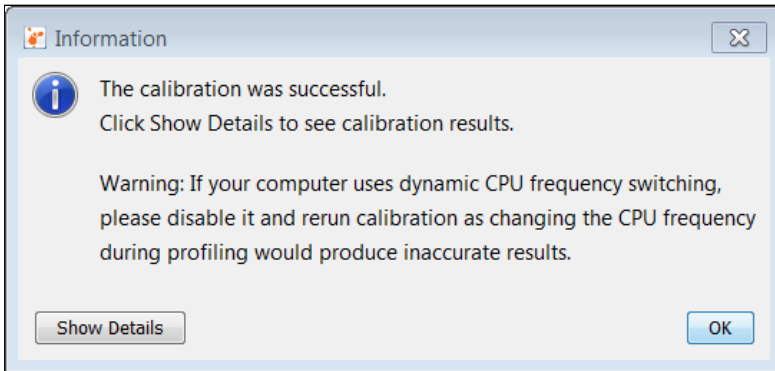 Information
The calibration was successful.
Click Show Details to see calibration results.
Warning: If your computer uses dynamic CPU frequency switching,
please disable it and rerun calibration as changing the CPU frequency
during profiling would produce inaccurate results.
Show Details
OK